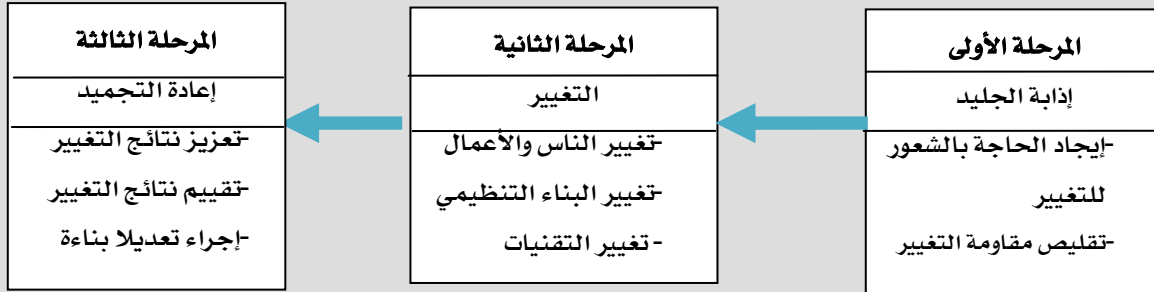 المرحلة الأولى
إذابة الجليد
-إيجاد الحاجة بالشعور
للتغيير
-تقليص مقاومة التغيير
المرحلة الثانية
التغيير
-تغيير الناس والأعمال
-تغيير البناء التنظيمي
- تغيير التقنيات
المرحلة الثالثة
إعادة التجميد
-تعزيز نتائج التغيير
-تقييم نتائج التغيير
-إجراء تعديلا بناءة